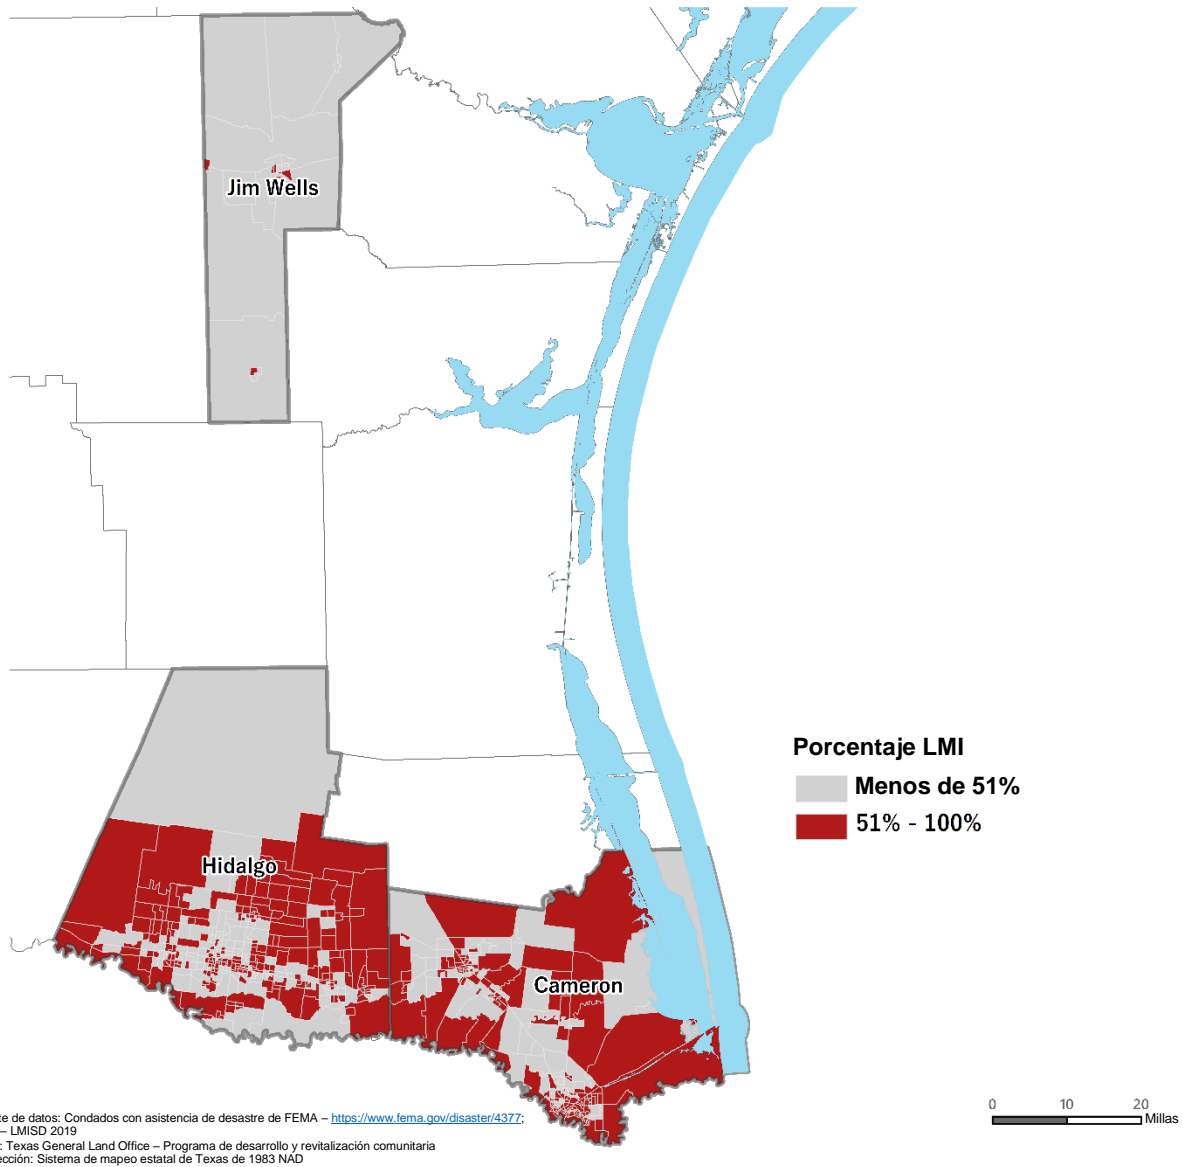 Jim Wells
Porcentaje LMI
Menos de 51%
51% - 100%
Hidalgo
Cameron
0 10 20
Millas
te de datos: Condados con asistencia de desastre de FEMA – https://www.fema.gov/disaster/4377;
– LMISD 2019
: Texas General Land Office – Programa de desarrollo y revitalización comunitaria
ección: Sistema de mapeo estatal de Texas de 1983 NAD